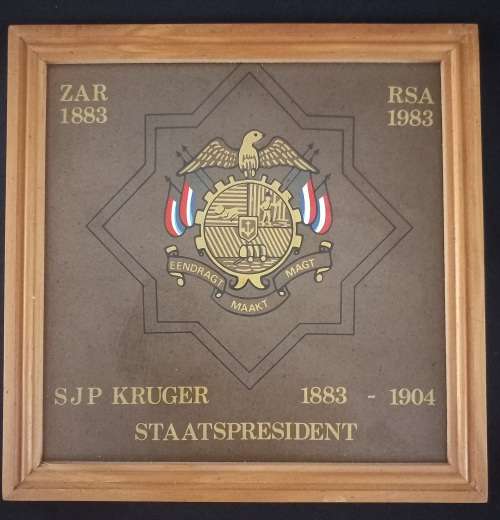 ZAR
1883
RSA
1983
EENDRAGT MAAKT MAGT
SJP KRUGER 1883 - 1904
STAATSPRESIDENT